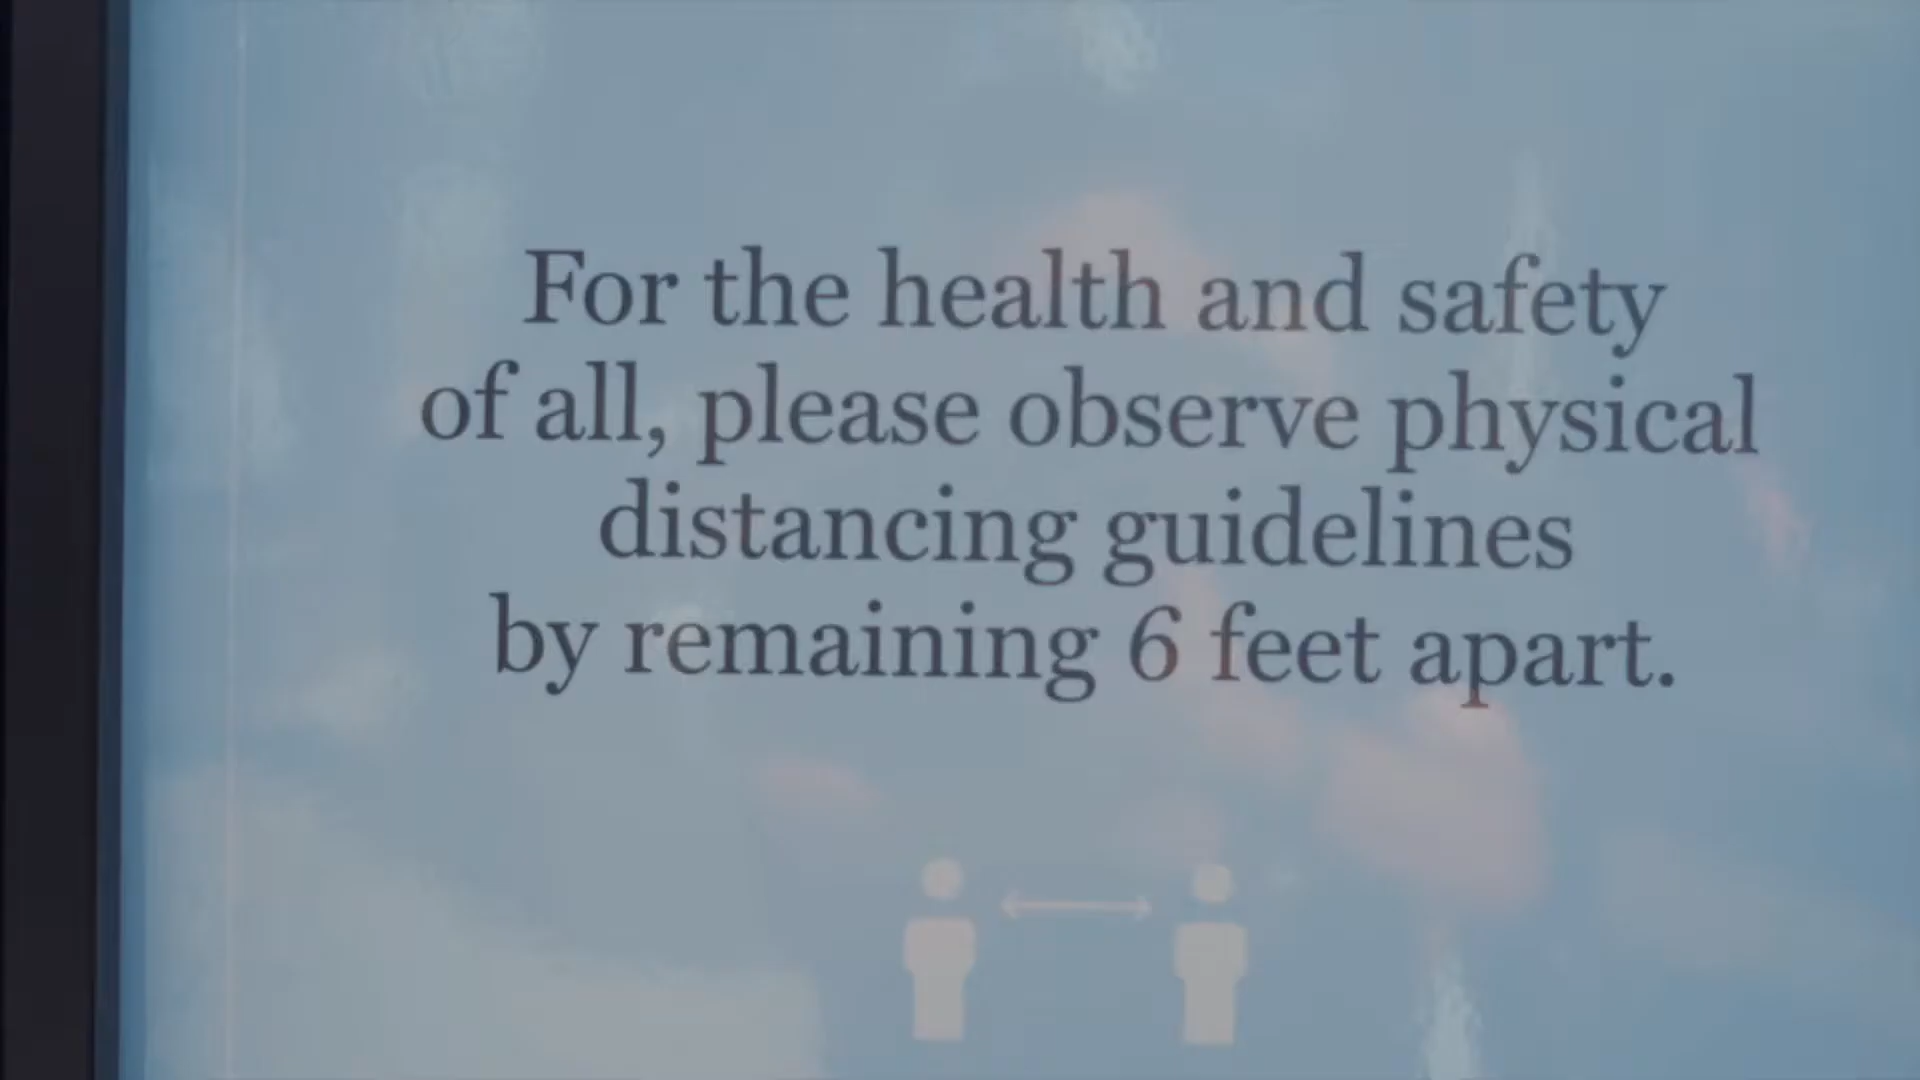 For the health and safety
of all, please observe physical
distancing guidelines
by remaining 6 feet apart.